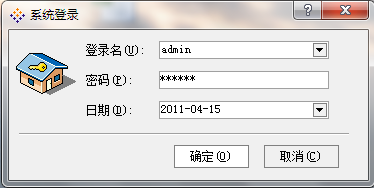 系统登录
登录名(U): admin
密码(P): ******
日期(D): 2011-04-15
确定(O) 取消(C)